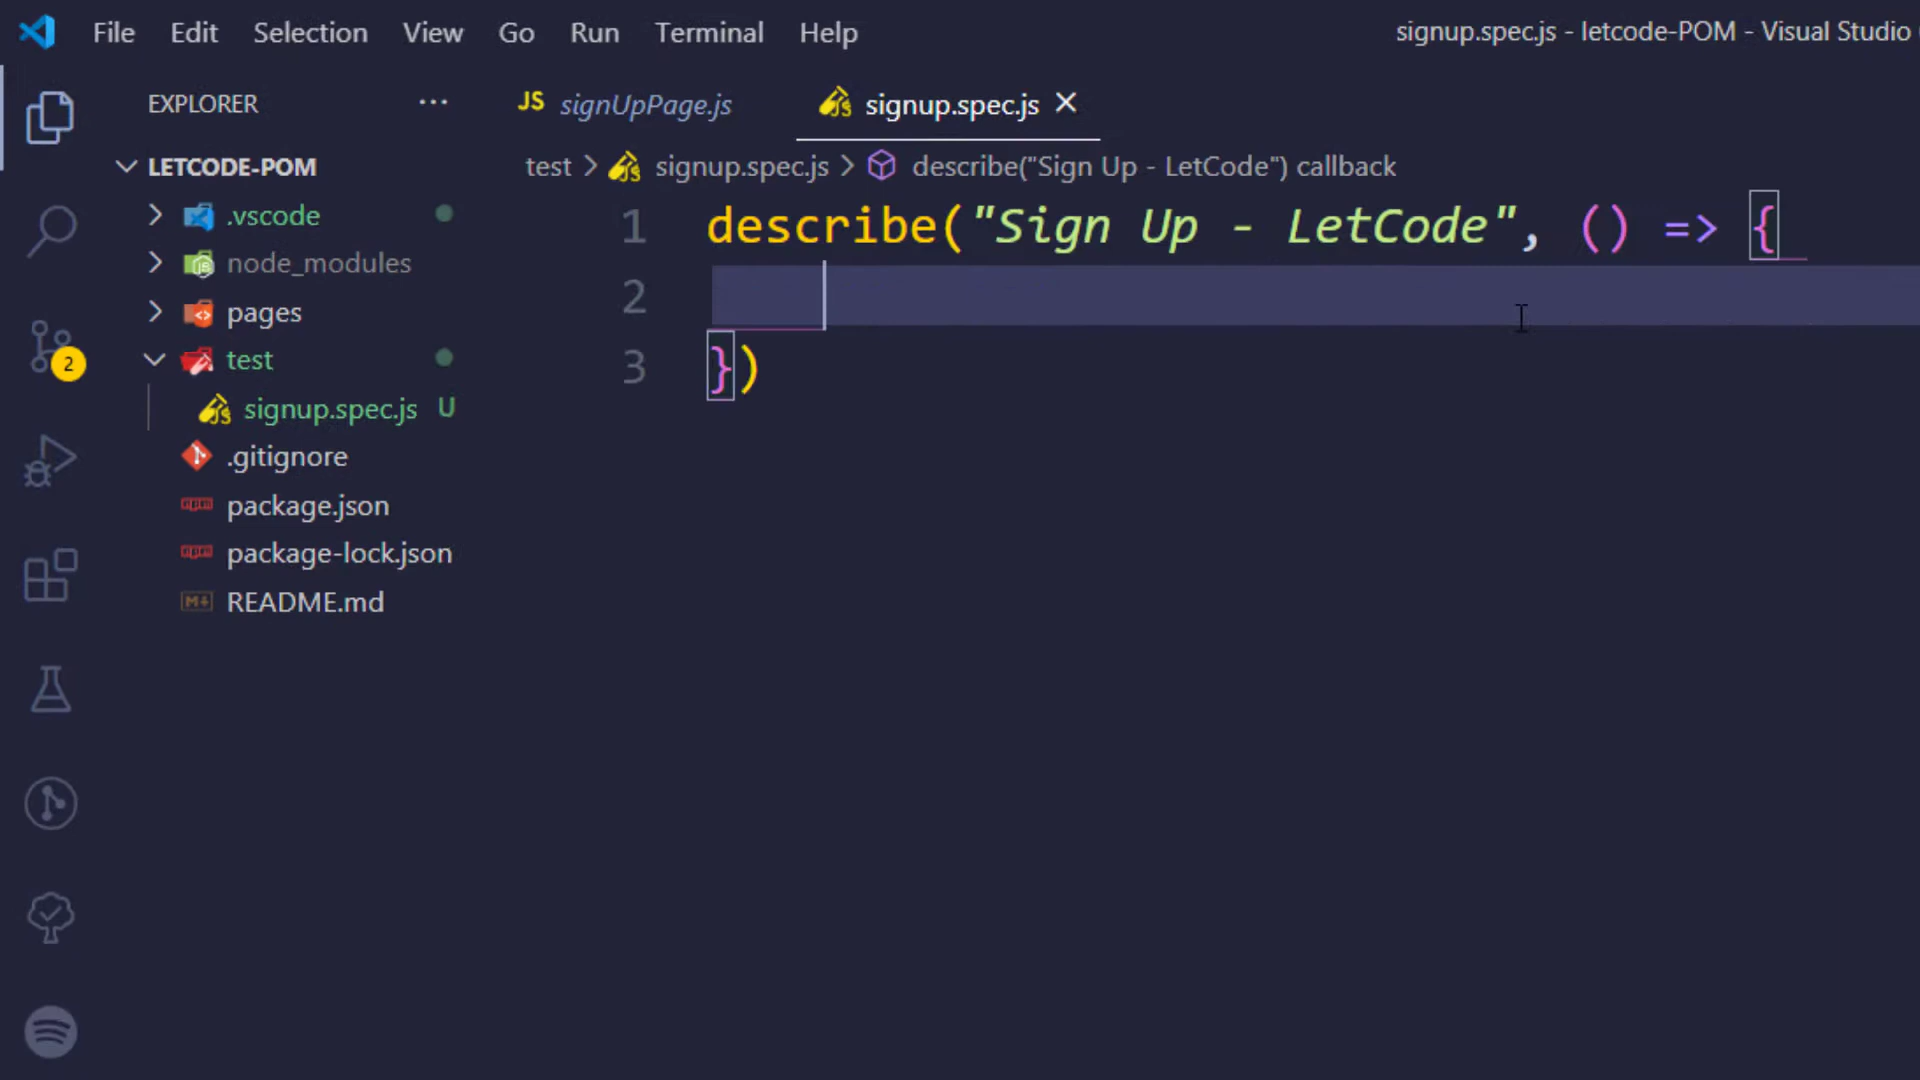 File Edit Selection View Go Run Terminal Help
signup.spec.js - letcode-POM - Visual Studio
EXPLORER
JS signUpPage.js
signup.spec.js
LETCODE-POM
test > signup.spec.js > describe("Sign Up - LetCode") callback
.vscode
node_modules
pages
test
signup.spec.js U
.gitignore
package.json
package-lock.json
M+ README.md
2
1 describe("Sign Up - LetCode", () => {
2
3 })